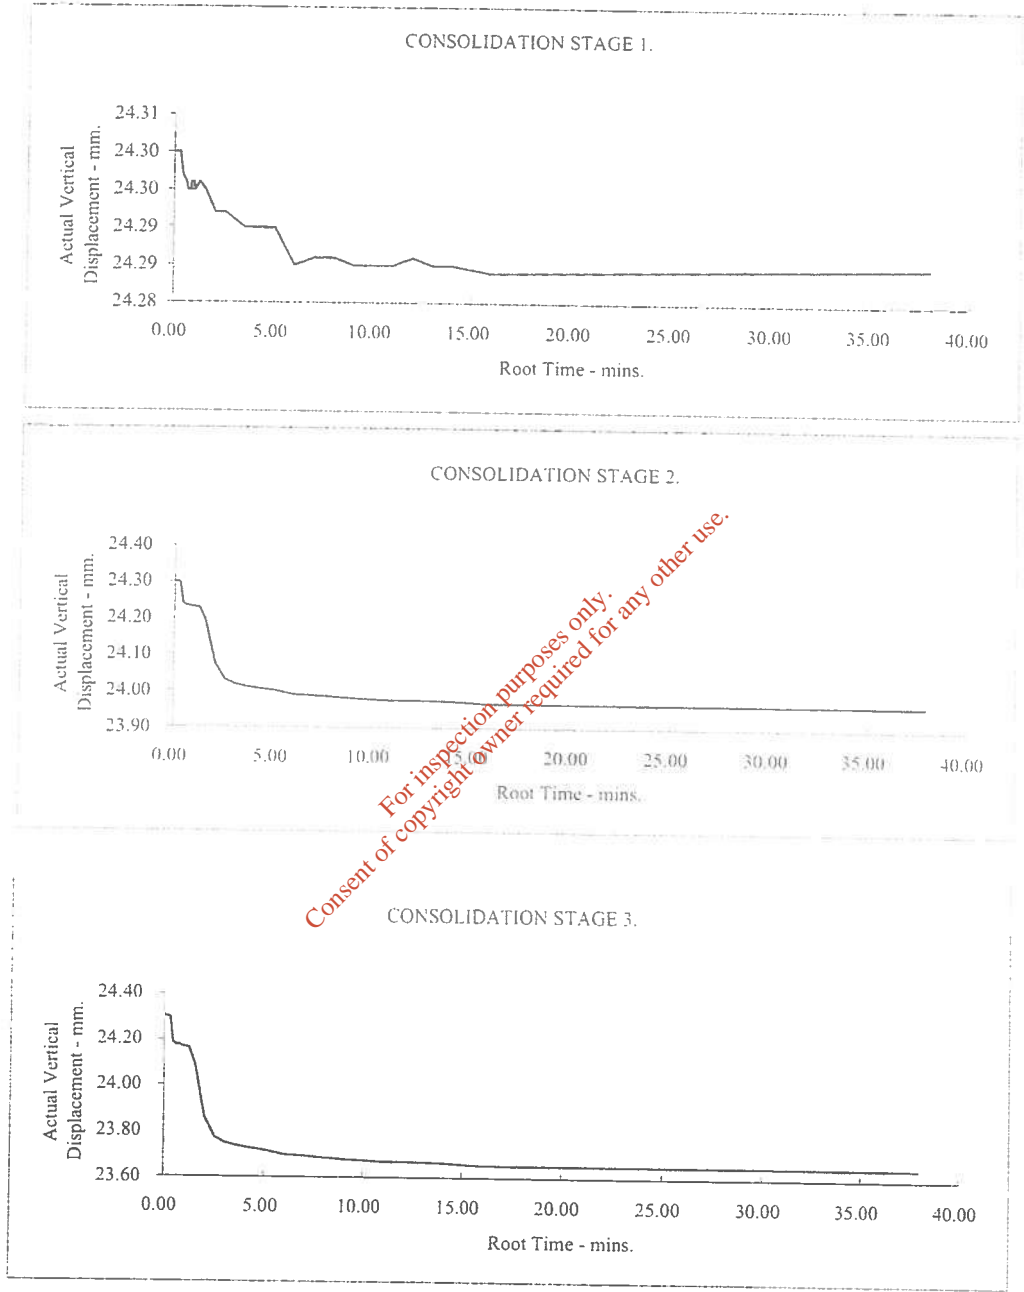 CONSOLIDATION STAGE 1.
24.31
24.30
24.30
24.29
24.29
24.28
Actual Vertical
Displacement - mm.
0.00 5.00 10.00 15.00 20.00 25.00 30.00 35.00 40.00
Root Time - mins.
CONSOLIDATION STAGE 2.
24.40
24.30
24.20
24.10
24.00
23.90
Actual Vertical
Displacement - mm.
0.00 5.00 10.00 15.00 20.00 25.00 30.00 35.00 40.00
Root Time - mins.
For inspection purposes only.
Consent of copyright owner required for any other use.
CONSOLIDATION STAGE 3.
24.40
24.20
24.00
23.80
23.60
Actual Vertical
Displacement - mm.
0.00 5.00 10.00 15.00 20.00 25.00 30.00 35.00 40.00
Root Time - mins.